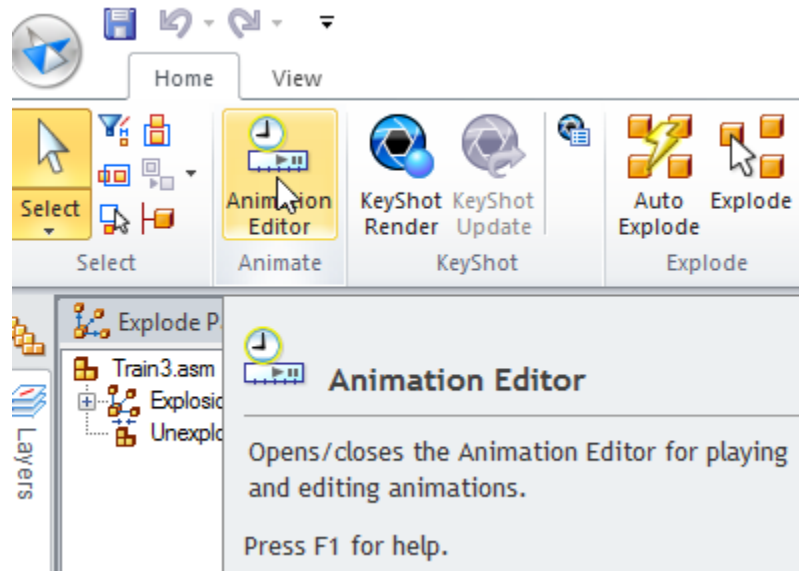 Home View
Select
Animation
Editor
KeyShot
Render
KeyShot
Update
Auto
Explode
Explode
Select Animate KeyShot Explode
Explode P
Train3.asm
Explosio
Unexplo
Layers
Animation Editor
Opens/closes the Animation Editor for playing
and editing animations.
Press F1 for help.